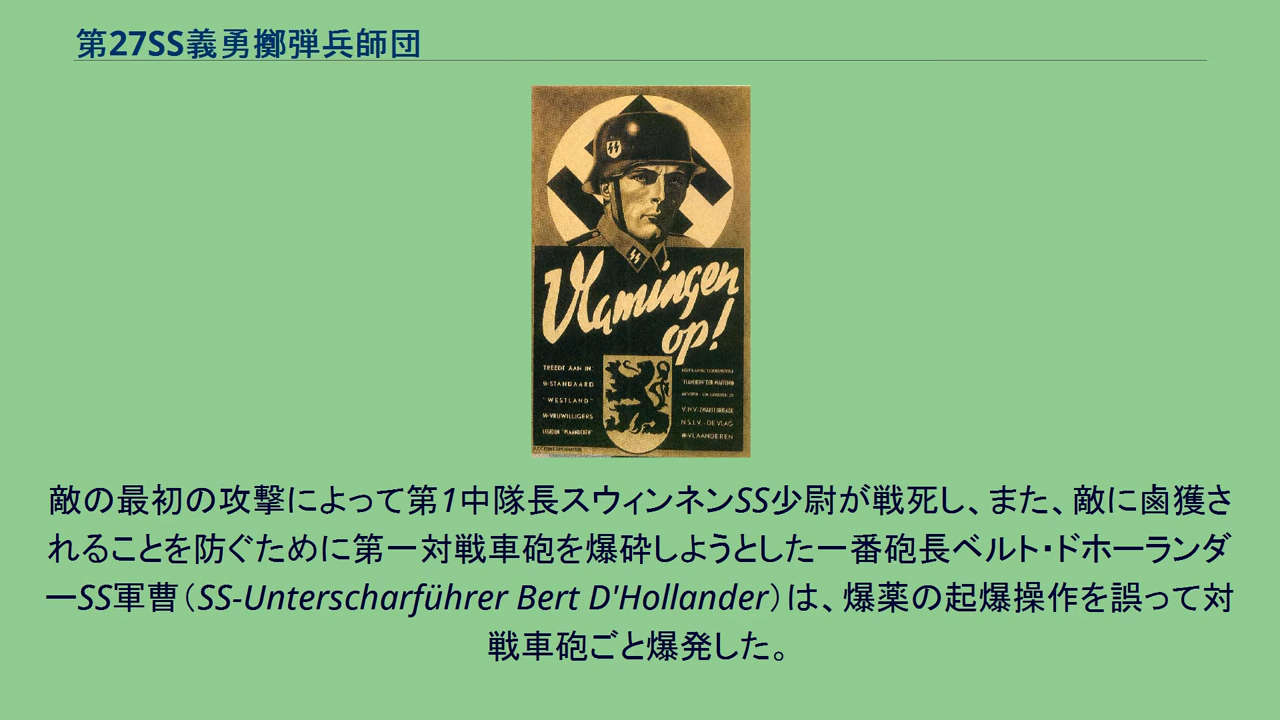 第27SS義勇擲弾兵師団
Vlamingen
op!
TREEDT AAN IN:
SS-STANDAARD
"WESTLAND"
SS-VRIJWILLIGERS
LEGIOEN "VLAANDEREN"
V.N.V. ZWARTE BRIGADE
N.S.J.V. - DE VLAG
SS-VLAANDEREN
敵の最初の攻撃によって第1中隊長スウィンネンSS少尉が戦死し、また、敵に鹵獲さ
れることを防ぐために第一対戦車砲を爆砕しようとした一番砲長ベルト・ドホーランダ
ーSS軍曹（SS-Unterscharführer Bert D'Hollander）は、爆薬の起爆操作を誤って対
戦車砲ごと爆発した。